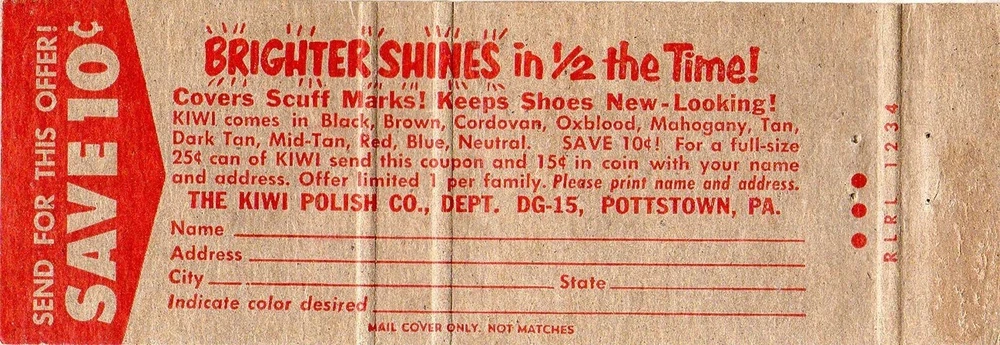 SEND FOR THIS OFFER!
SAVE 10¢
BRIGHTER SHINES in 1/2 the Time!
Covers Scuff Marks! Keeps Shoes New-Looking!
KIWI comes in Black, Brown, Cordovan, Oxblood, Mahogany, Tan,
Dark Tan, Mid-Tan, Red, Blue, Neutral. SAVE 10¢! For a full-size
25¢ can of KIWI send this coupon and 15¢ in coin with your name
and address. Offer limited 1 per family. Please print name and address.
THE KIWI POLISH CO., DEPT. DG-15, POTTSTOWN, PA.
Name
Address
City State
Indicate color desired
MAIL COVER ONLY. NOT MATCHES
RLRL 1234